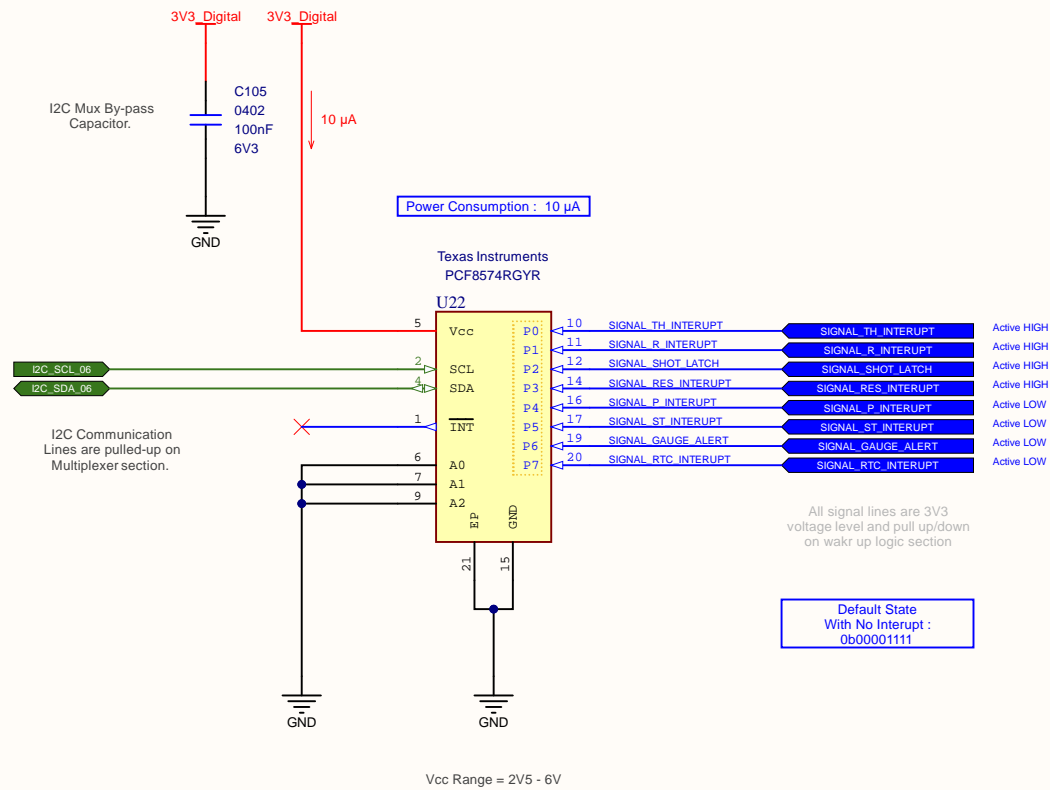 3V3_Digital
3V3_Digital
I2C Mux By-pass
Capacitor.
C105
0402
100nF
6V3
10 µA
GND
Power Consumption : 10 µA
Texas Instruments
PCF8574RGYR
U22
5
Vcc
P0
10
SIGNAL_TH_INTERUPT
SIGNAL_TH_INTERUPT
Active HIGH
P1
11
SIGNAL_R_INTERUPT
SIGNAL_R_INTERUPT
Active HIGH
I2C_SCL_06
2
SCL
P2
12
SIGNAL_SHOT_LATCH
SIGNAL_SHOT_LATCH
Active HIGH
I2C_SDA_06
4
SDA
P3
14
SIGNAL_RES_INTERUPT
SIGNAL_RES_INTERUPT
Active HIGH
P4
16
SIGNAL_P_INTERUPT
SIGNAL_P_INTERUPT
Active LOW
1
INT
P5
17
SIGNAL_ST_INTERUPT
SIGNAL_ST_INTERUPT
Active LOW
P6
19
SIGNAL_GAUGE_ALERT
SIGNAL_GAUGE_ALERT
Active LOW
6
A0
P7
20
SIGNAL_RTC_INTERUPT
SIGNAL_RTC_INTERUPT
Active LOW
7
A1
9
A2
I2C Communication
Lines are pulled-up on
Multiplexer section.
EP
GND
21
15
All signal lines are 3V3
voltage level and pull up/down
on wakr up logic section
Default State
With No Interupt :
0b00001111
GND
GND
Vcc Range = 2V5 - 6V